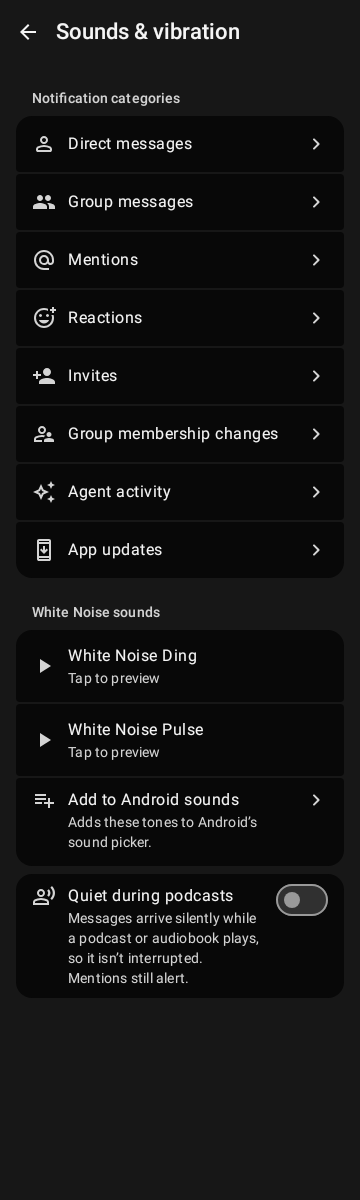 Sounds & vibration
Notification categories
Direct messages
Group messages
Mentions
Reactions
Invites
Group membership changes
Agent activity
App updates
White Noise sounds
White Noise Ding
Tap to preview
White Noise Pulse
Tap to preview
Add to Android sounds
Adds these tones to Android’s
sound picker.
Quiet during podcasts
Messages arrive silently while
a podcast or audiobook plays,
so it isn’t interrupted.
Mentions still alert.